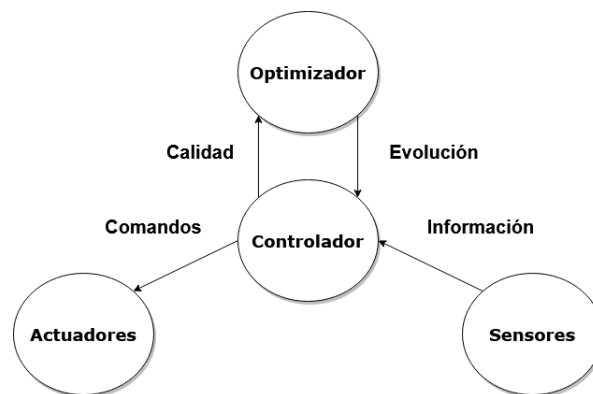 Optimizador
Calidad
Evolución
Comandos
Controlador
Información
Actuadores
Sensores